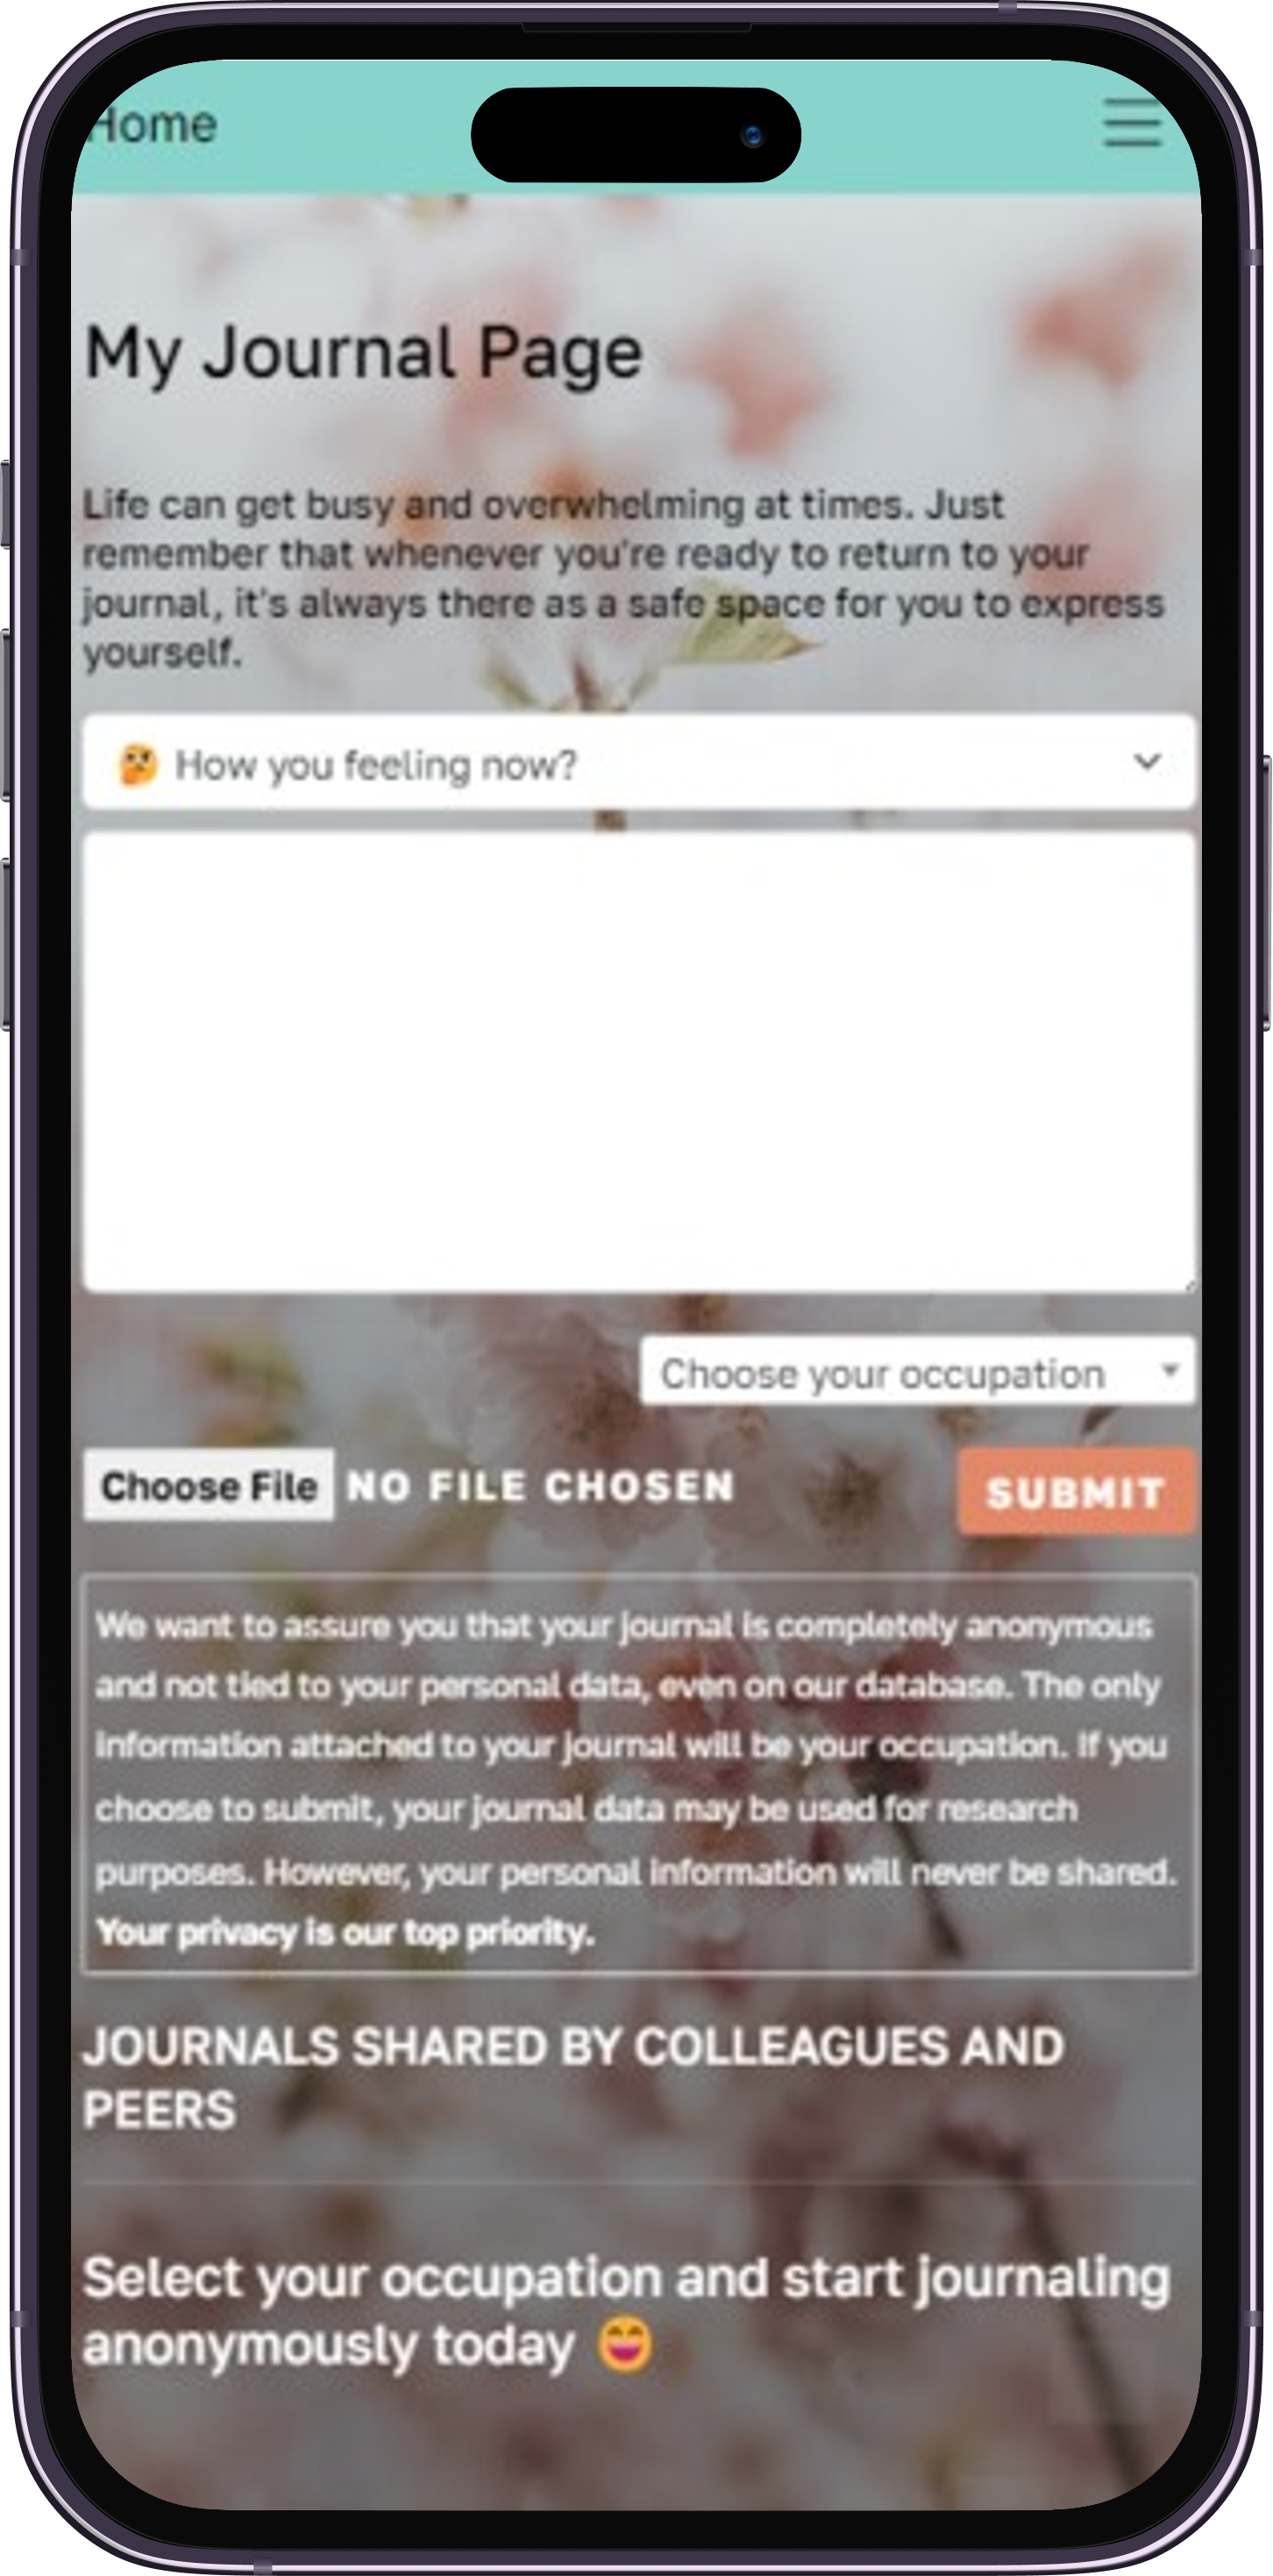 Home
My Journal Page
Life can get busy and overwhelming at times. Just
remember that whenever you're ready to return to your
journal, it's always there as a safe space for you to express
yourself.
🤔 How you feeling now?
Choose your occupation
Choose File NO FILE CHOSEN
SUBMIT
We want to assure you that your journal is completely anonymous
and not tied to your personal data, even on our database. The only
information attached to your journal will be your occupation. If you
choose to submit, your journal data may be used for research
purposes. However, your personal information will never be shared.
Your privacy is our top priority.
JOURNALS SHARED BY COLLEAGUES AND
PEERS
Select your occupation and start journaling
anonymously today 😄